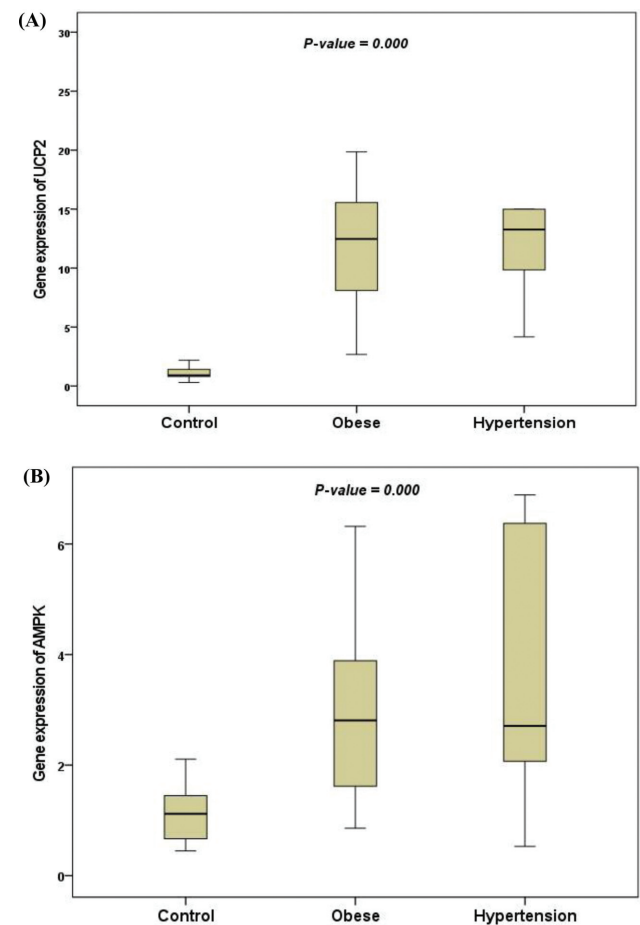 (A)
P-value = 0.000
30
25
20
15
10
5
0
Gene expression of UCP2
Control Obese Hypertension
(B)
P-value = 0.000
6
4
2
0
Gene expression of AMPK
Control Obese Hypertension